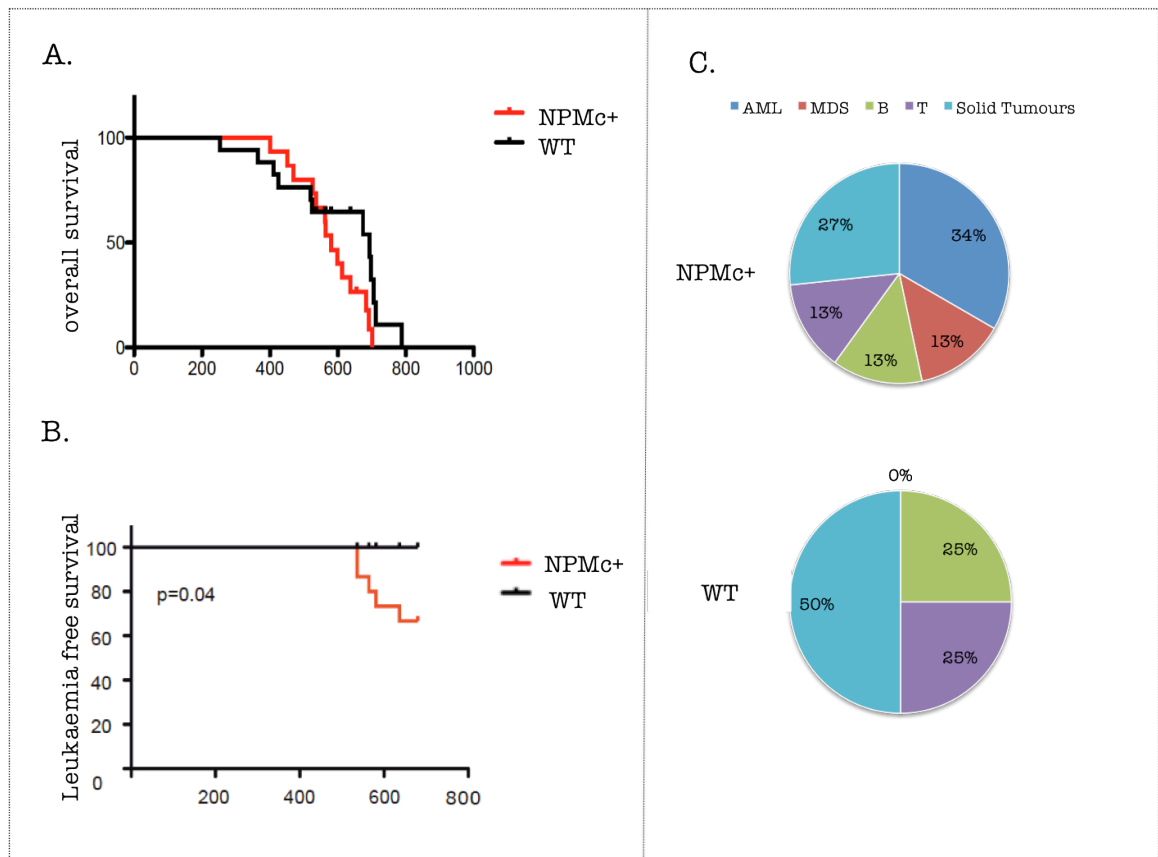 A.
NPMc+
WT
overall survival
100
50
0
0 200 400 600 800 1000
B.
NPMc+
WT
p=0.04
Leukaemia free survival
100
80
60
40
20
0
200 400 600 800
C.
AML MDS B T Solid Tumours
NPMc+
27%
34%
13%
13%
13%
WT
0%
25%
50%
25%